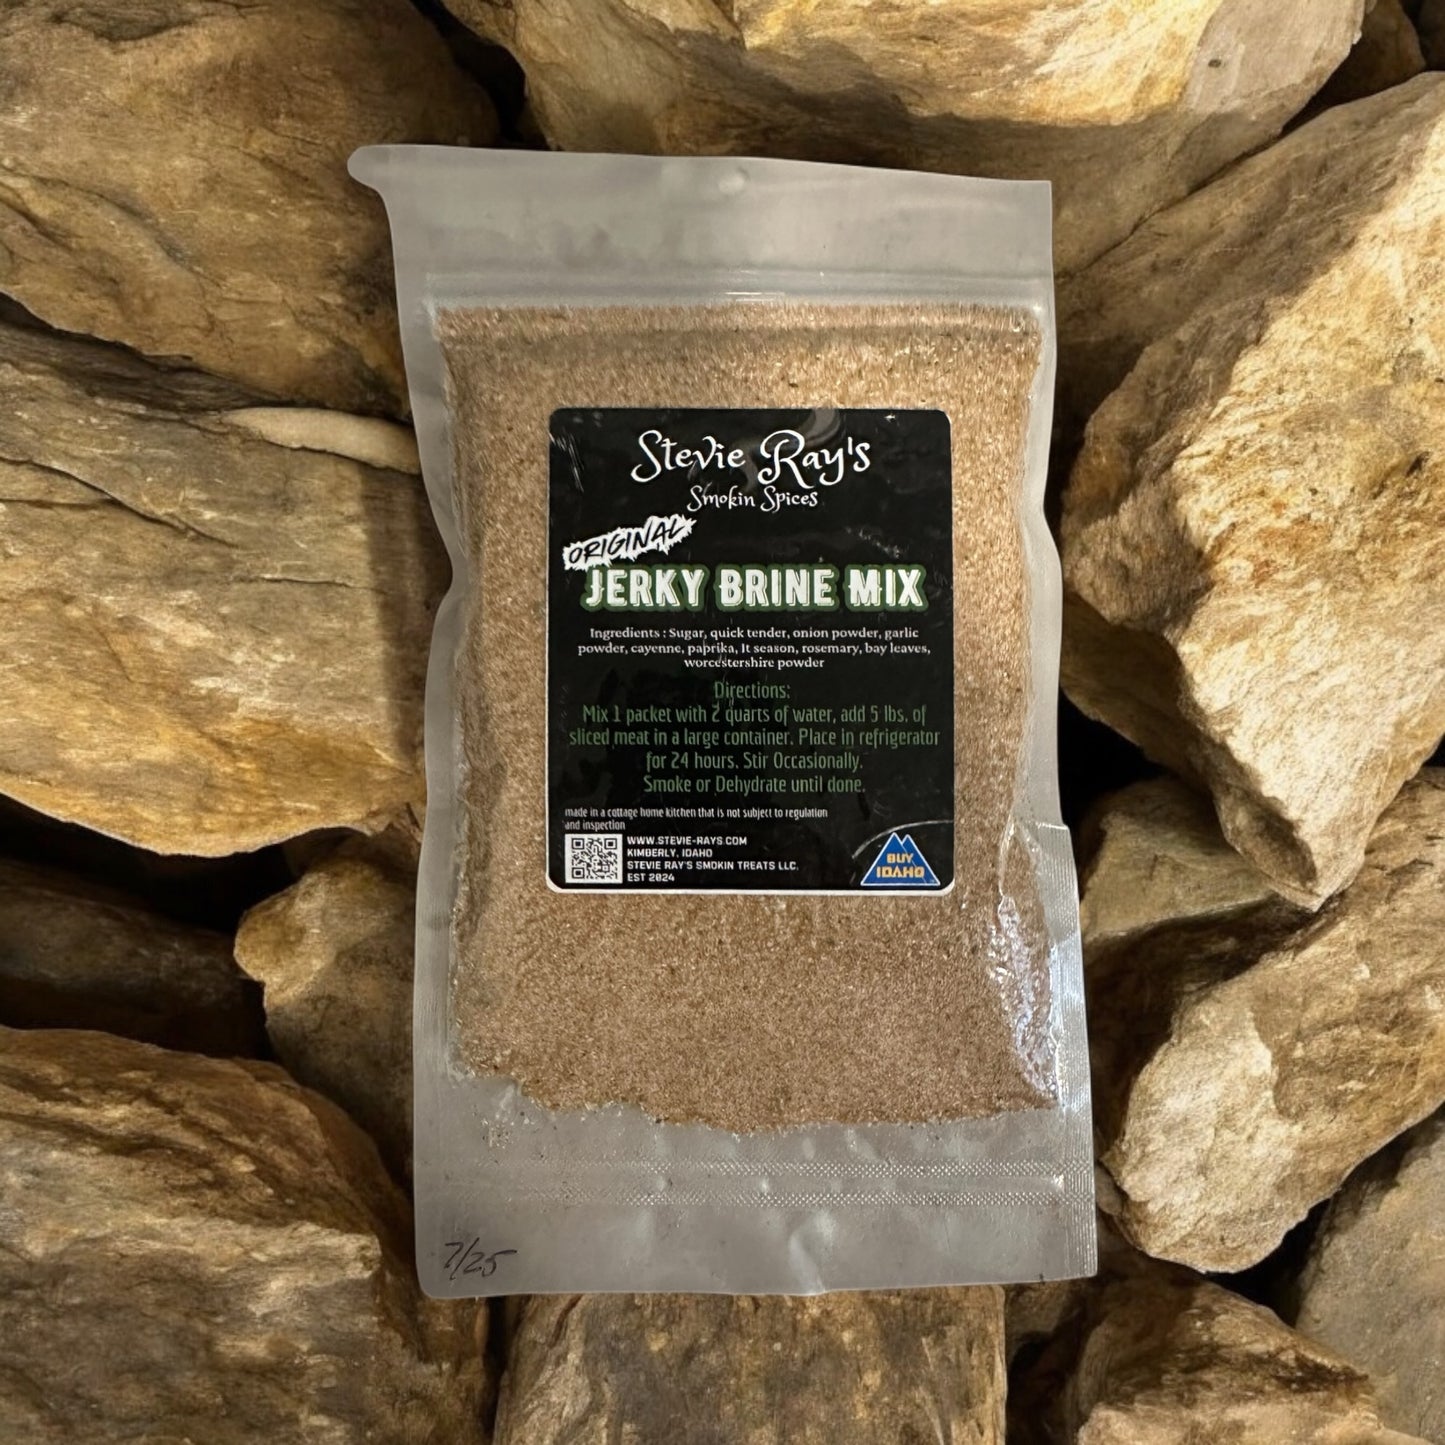 Stevie Ray's
Smokin Spices
ORIGINAL
JERKY BRINE MIX
Ingredients : Sugar, quick tender, onion powder, garlic
powder, cayenne, paprika, lt season, rosemary, bay leaves,
worcestershire powder
Directions:
Mix 1 packet with 2 quarts of water, add 5 lbs. of
sliced meat in a large container. Place in refrigerator
for 24 hours. Stir Occasionally.
Smoke or Dehydrate until done.
made in a cottage home kitchen that is not subject to regulation
and inspection
WWW.STEVIE-RAYS.COM
KIMBERLY, IDAHO
STEVIE RAY'S SMOKIN TREATS LLC.
EST 2024
BUY
IDAHO
7/25